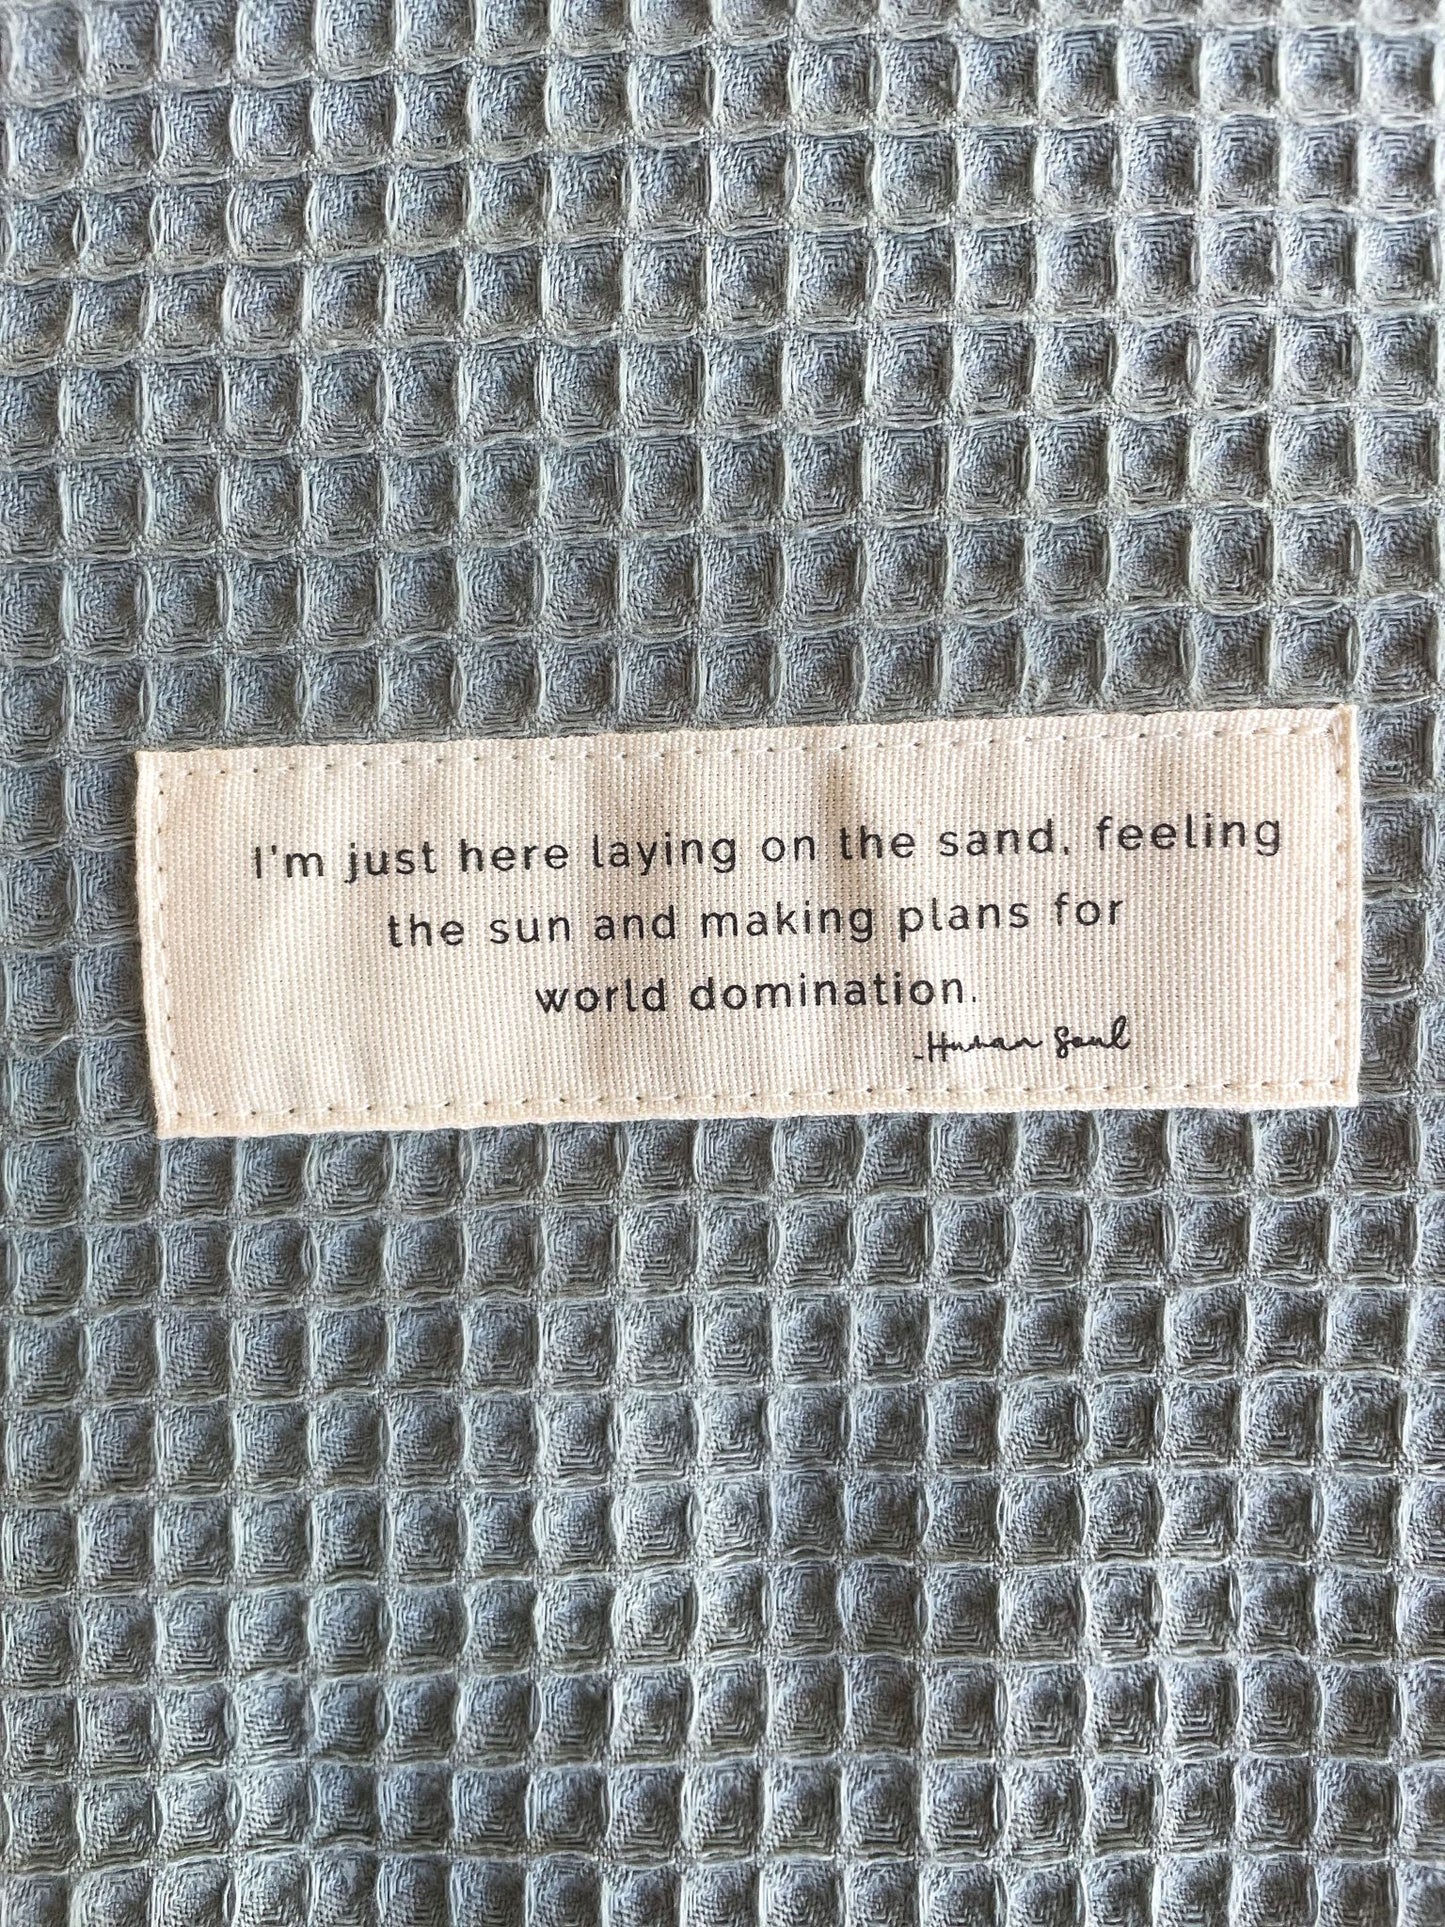 I'm just here laying on the sand, feeling
the sun and making plans for
world domination.
-Human Soul